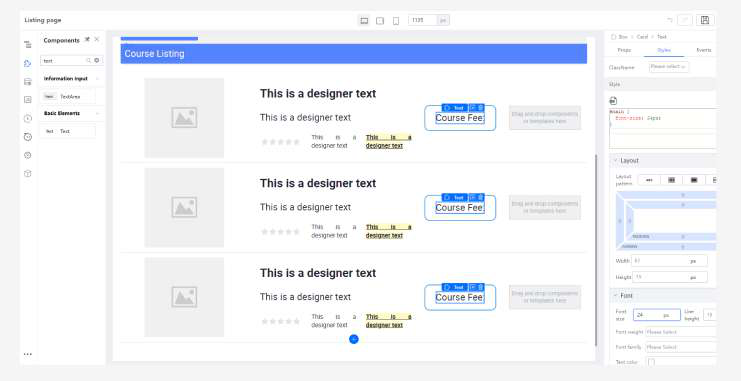 Listing page
1135 px
Components
text
Information Input
TextArea
Basic Elements
Text Text
Course Listing
This is a designer text
This is a designer text
This is a designer text
This is a designer text
Text
Course Fee:
Drag and drop components or templates here
This is a designer text
This is a designer text
This is a designer text
This is a designer text
Text
Course Fee:
Drag and drop components or templates here
This is a designer text
This is a designer text
This is a designer text
This is a designer text
Text
Course Fee:
Drag and drop components or templates here
Box > Card > Text
Props Styles Events
ClassName Please select
Style
font-size: 24px;
Layout
Layout pattern
0
0
0 0
PADDING 0
MARGIN 0
Width 87 px
Height 19 px
Font
Font size 24 px Line height
Font weight Please Select
Font family Please Select
Text color